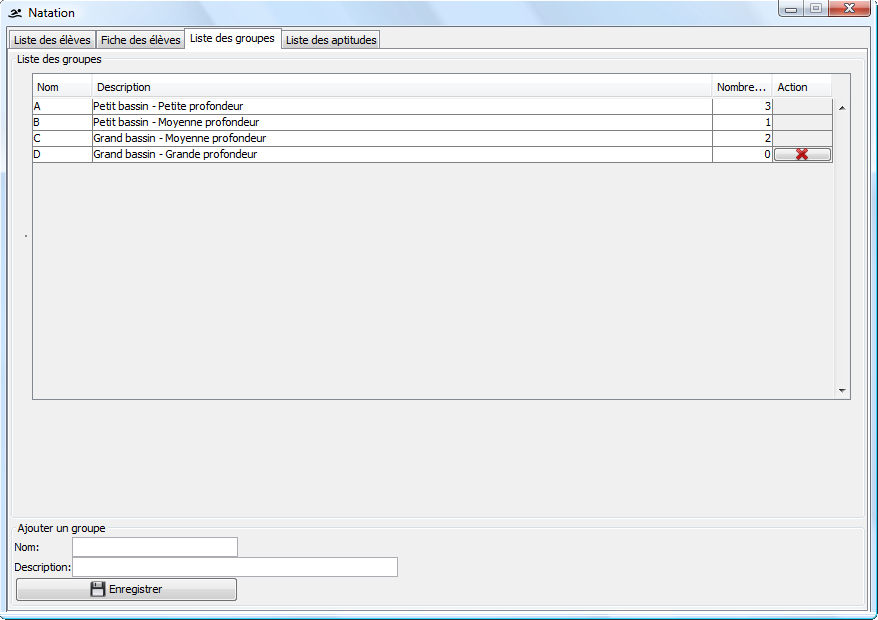 Natation
Liste des élèves Fiche des élèves Liste des groupes Liste des aptitudes
Liste des groupes
Nom Description Nombre... Action
A Petit bassin - Petite profondeur 3
B Petit bassin - Moyenne profondeur 1
C Grand bassin - Moyenne profondeur 2
D Grand bassin - Grande profondeur 0
Ajouter un groupe
Nom:
Description:
Enregistrer